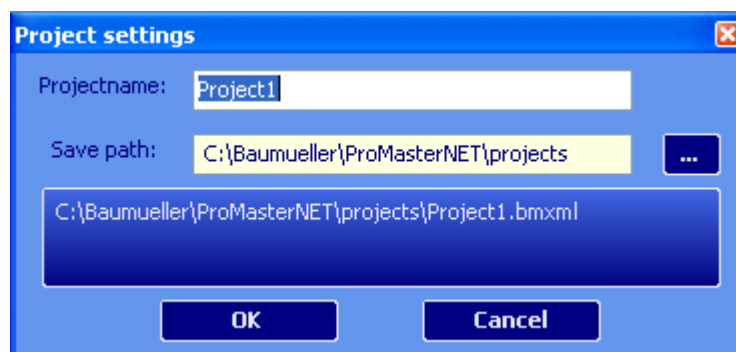 Project settings
Projectname: Project1
Save path: C:\Baumueller\ProMasterNET\projects ...
C:\Baumueller\ProMasterNET\projects\Project1.bmxml
OK Cancel